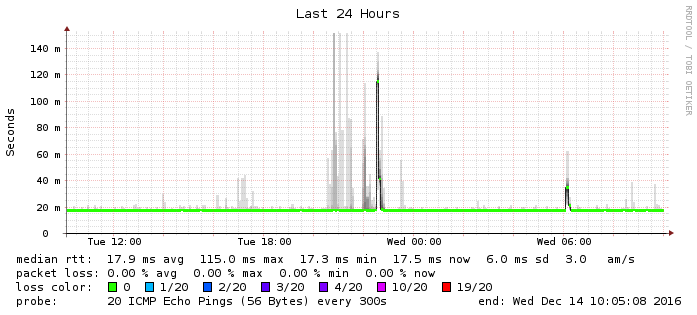 Last 24 Hours
RRDTOOL / TOBI OETIKER
Seconds
140 m
120 m
100 m
80 m
60 m
40 m
20 m
0
Tue 12:00 Tue 18:00 Wed 00:00 Wed 06:00
median rtt: 17.9 ms avg 115.0 ms max 17.3 ms min 17.5 ms now 6.0 ms sd 3.0 am/s
packet loss: 0.00 % avg 0.00 % max 0.00 % min 0.00 % now
loss color: 0 1/20 2/20 3/20 4/20 10/20 19/20
probe: 20 ICMP Echo Pings (56 Bytes) every 300s end: Wed Dec 14 10:05:08 2016